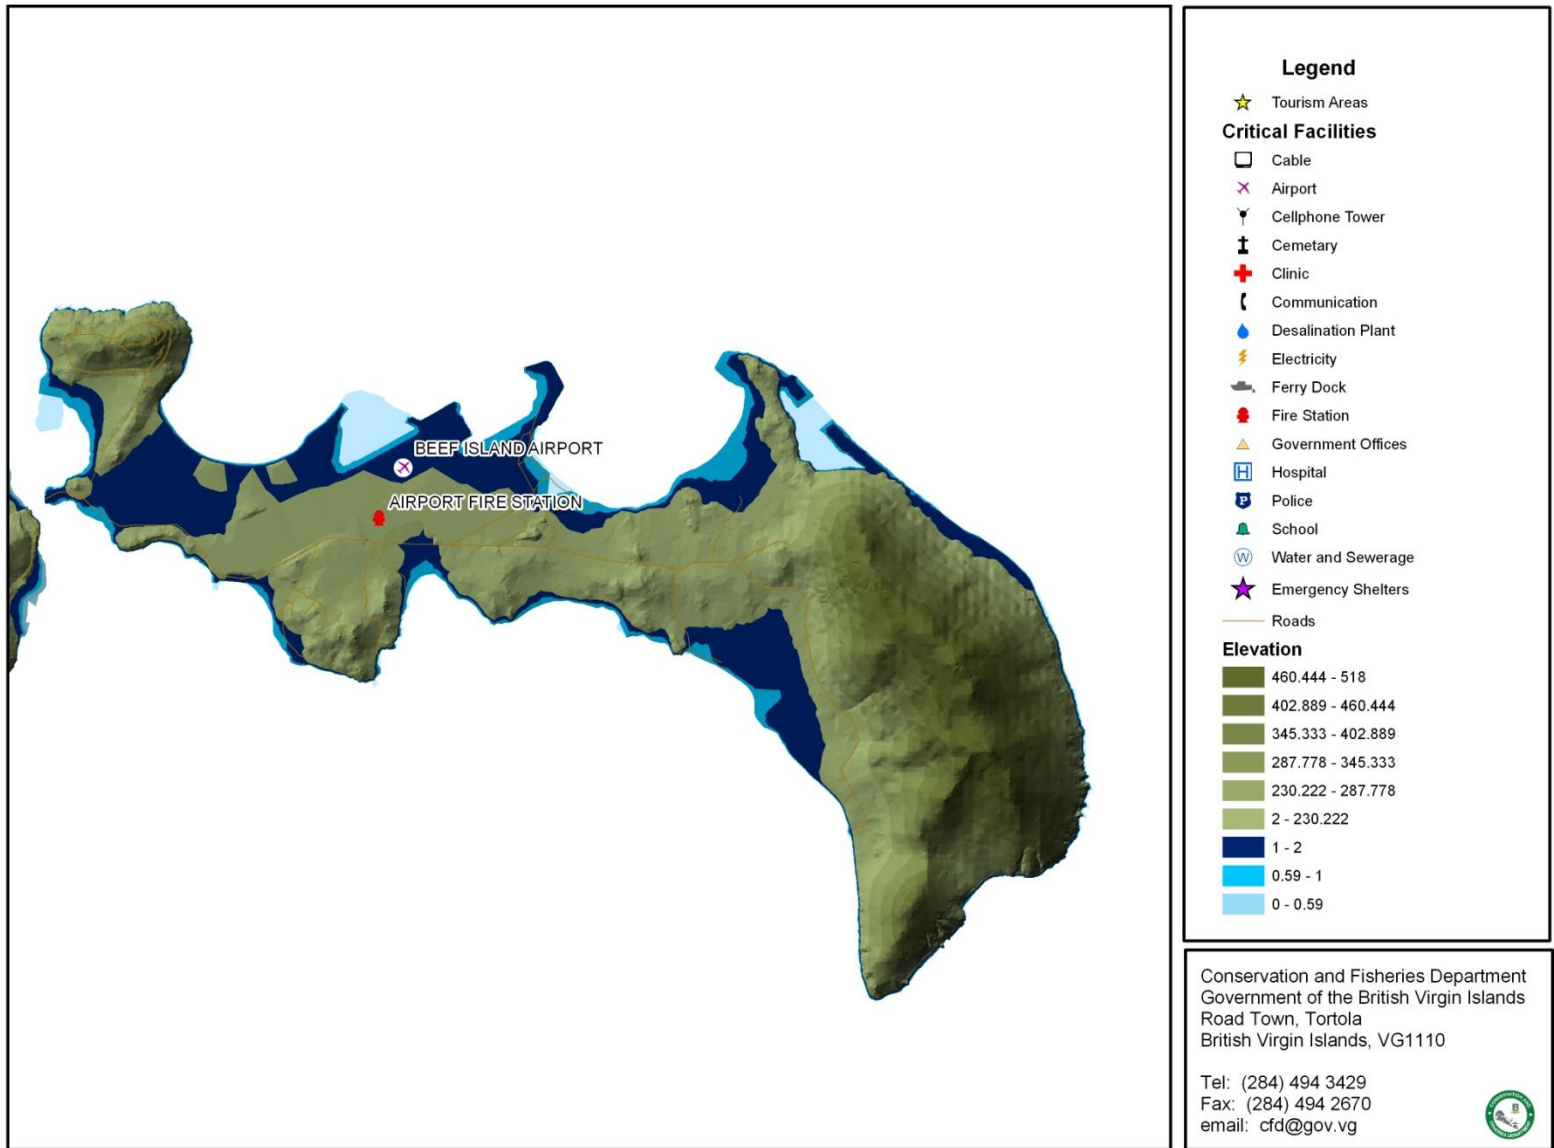 BEEF ISLAND AIRPORT
AIRPORT FIRE STATION
Legend
Tourism Areas
Critical Facilities
Cable
Airport
Cellphone Tower
Cemetary
Clinic
Communication
Desalination Plant
Electricity
Ferry Dock
Fire Station
Government Offices
H Hospital
P Police
School
W Water and Sewerage
Emergency Shelters
Roads
Elevation
460.444 - 518
402.889 - 460.444
345.333 - 402.889
287.778 - 345.333
230.222 - 287.778
2 - 230.222
1 - 2
0.59 - 1
0 - 0.59
Conservation and Fisheries Department
Government of the British Virgin Islands
Road Town, Tortola
British Virgin Islands, VG1110
Tel: (284) 494 3429
Fax: (284) 494 2670
email: cfd@gov.vg